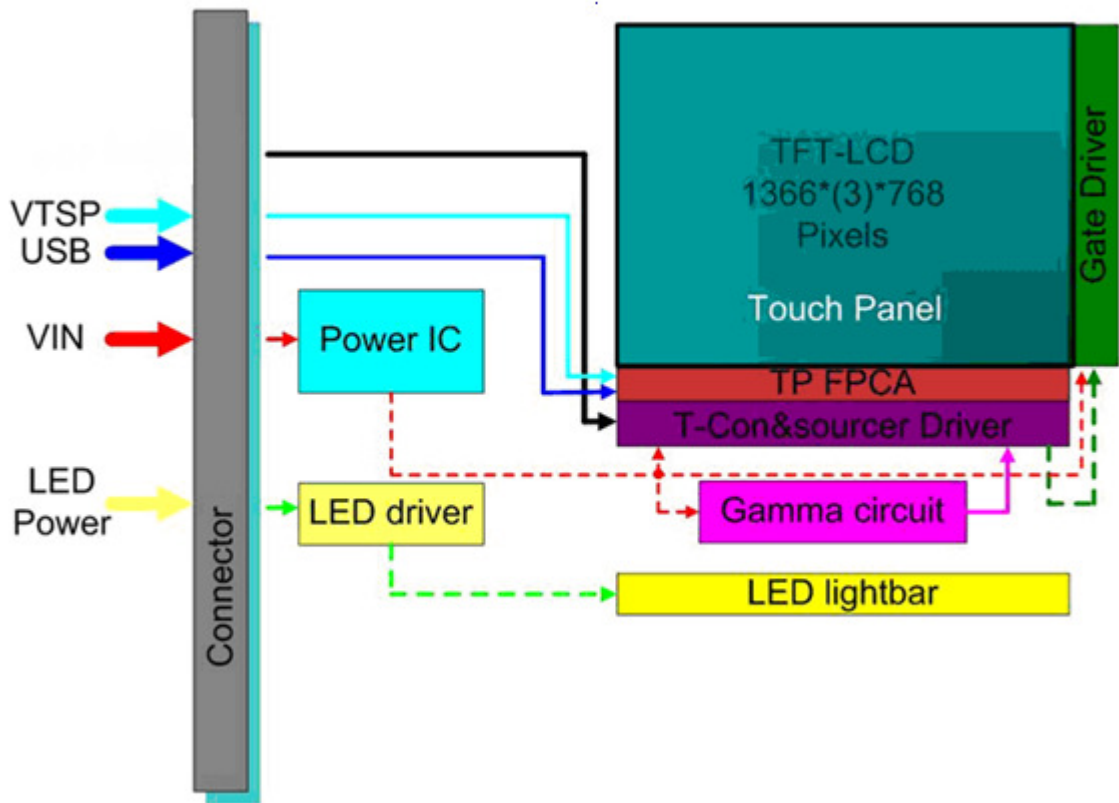 VTSP
USB
VIN
LED
Power
Connector
Power IC
LED driver
TFT-LCD
1366*(3)*768
Pixels
Touch Panel
Gate Driver
TP FPCA
T-Con&sourcer Driver
Gamma circuit
LED lightbar